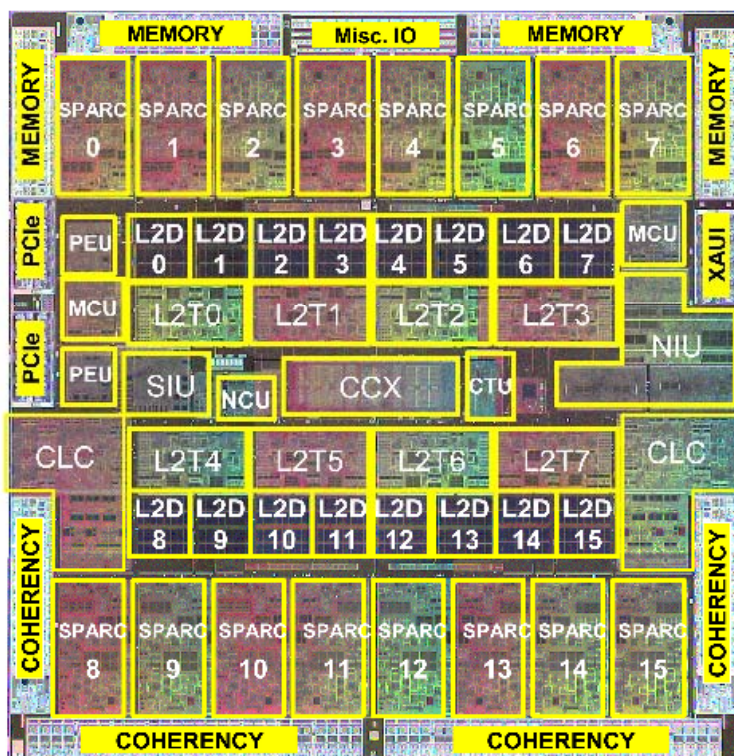 MEMORY
Misc. IO
MEMORY
MEMORY
SPARC 0
SPARC 1
SPARC 2
SPARC 3
SPARC 4
SPARC 5
SPARC 6
SPARC 7
MEMORY
PCIe
PEU
L2D 0
L2D 1
L2D 2
L2D 3
L2D 4
L2D 5
L2D 6
L2D 7
MCU
XAUI
MCU
L2T0
L2T1
L2T2
L2T3
PCIe
PEU
SIU
NCU
CCX
CTU
NIU
CLC
L2T4
L2T5
L2T6
L2T7
CLC
L2D 8
L2D 9
L2D 10
L2D 11
L2D 12
L2D 13
L2D 14
L2D 15
COHERENCY
COHERENCY
SPARC 8
SPARC 9
SPARC 10
SPARC 11
SPARC 12
SPARC 13
SPARC 14
SPARC 15
COHERENCY
COHERENCY